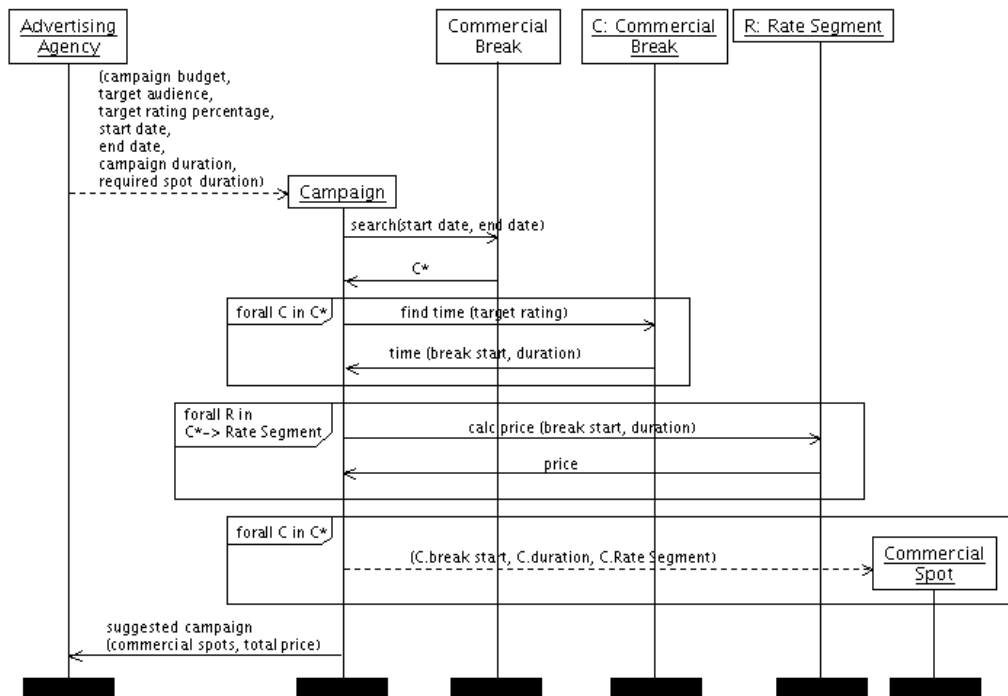 Advertising
Agency
Commercial
Break
C: Commercial
Break
R: Rate Segment
(campaign budget,
target audience,
target rating percentage,
start date,
end date,
campaign duration,
required spot duration)
Campaign
search(start date, end date)
C*
forall C in C*
find time (target rating)
time (break start, duration)
forall R in
C*-> Rate Segment
calc price (break start, duration)
price
forall C in C*
(C.break start, C.duration, C.Rate Segment)
Commercial
Spot
suggested campaign
(commercial spots, total price)